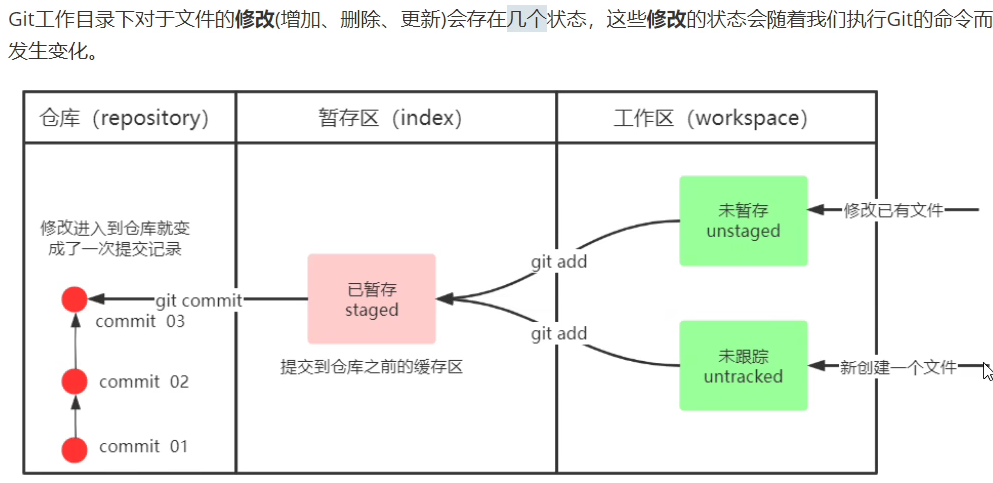 Git工作目录下对于文件的修改(增加、删除、更新)会存在几个状态，这些修改的状态会随着我们执行Git的命令而
发生变化。
仓库（repository）
暂存区（index）
工作区（workspace）
修改进入到仓库就变
成了一次提交记录
git commit
commit 03
commit 02
commit 01
已暂存
staged
提交到仓库之前的缓存区
git add
git add
未暂存
unstaged
修改已有文件
未跟踪
untracked
新创建一个文件